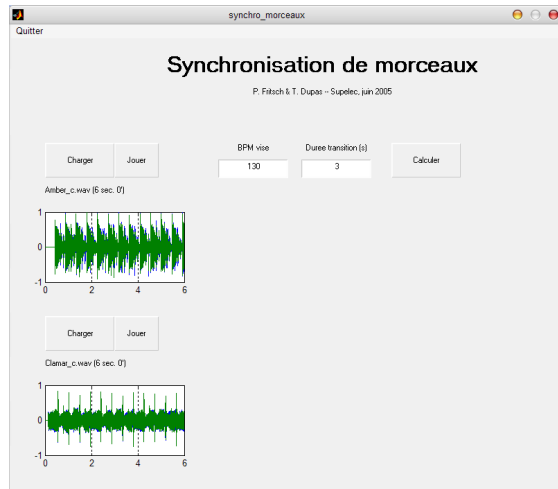 synchro_morceaux
Quitter
Synchronisation de morceaux
P. Fritsch & T. Dupas -- Supelec, juin 2005
BPM vise
Duree transition (s)
Charger
Jouer
130
3
Calculer
Amber_c.wav (6 sec. 0')
1
0
-1
0 2 4 6
Charger
Jouer
Clamar_c.wav (6 sec. 0')
1
0
-1
0 2 4 6